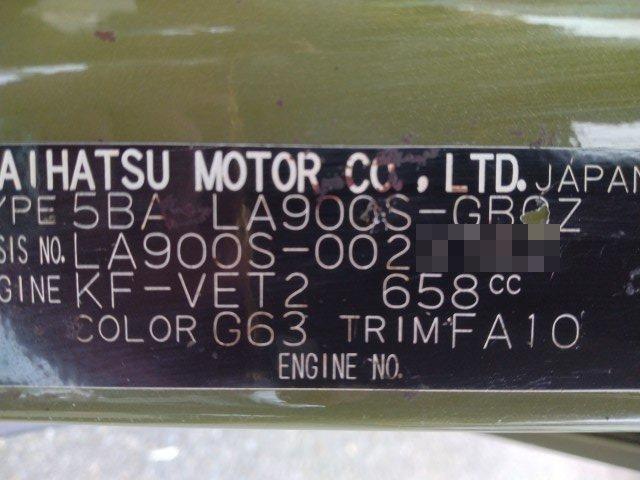 AIHATSU MOTOR CO., LTD. JAPAN
YPE 5BA LA900S-GB0Z
SIS NO. LA900S-002
GINE KF-VET2 658cc
COLOR G63 TRIM FA10
ENGINE NO.